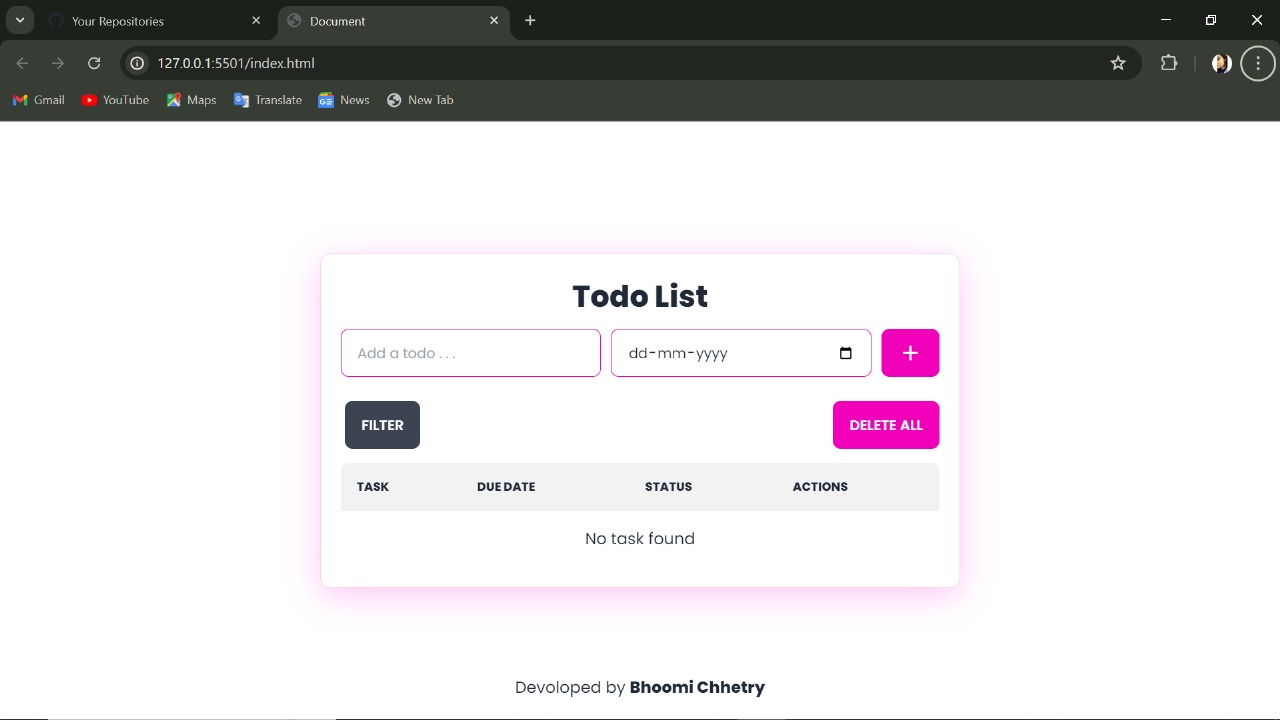 Your Repositories
Document
127.0.0.1:5501/index.html
Gmail YouTube Maps Translate News New Tab
Todo List
Add a todo . . .
dd-mm-yyyy
+
FILTER
DELETE ALL
TASK DUE DATE STATUS ACTIONS
No task found
Devoloped by Bhoomi Chhetry